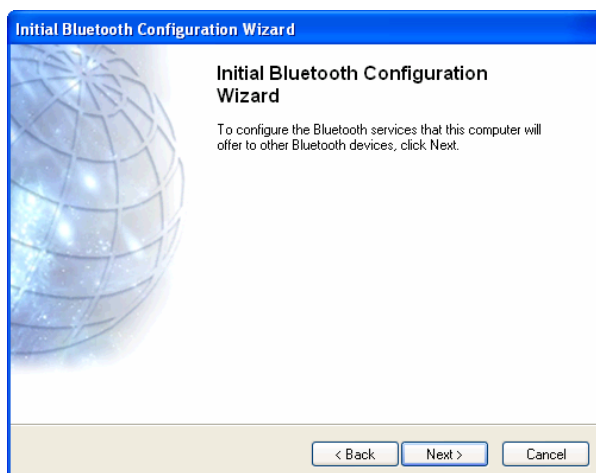 Initial Bluetooth Configuration Wizard
Initial Bluetooth Configuration
Wizard
To configure the Bluetooth services that this computer will
offer to other Bluetooth devices, click Next.
< Back
Next >
Cancel